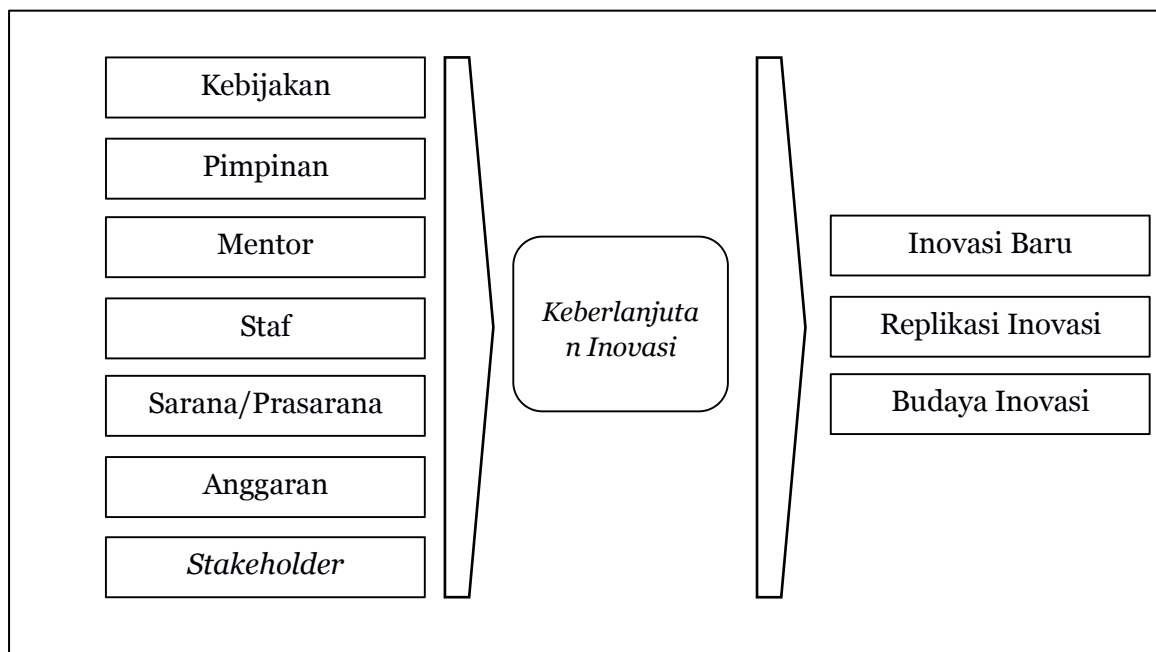 Kebijakan
Pimpinan
Mentor
Staf
Sarana/Prasarana
Anggaran
Stakeholder
Keberlanjuta
n Inovasi
Inovasi Baru
Replikasi Inovasi
Budaya Inovasi